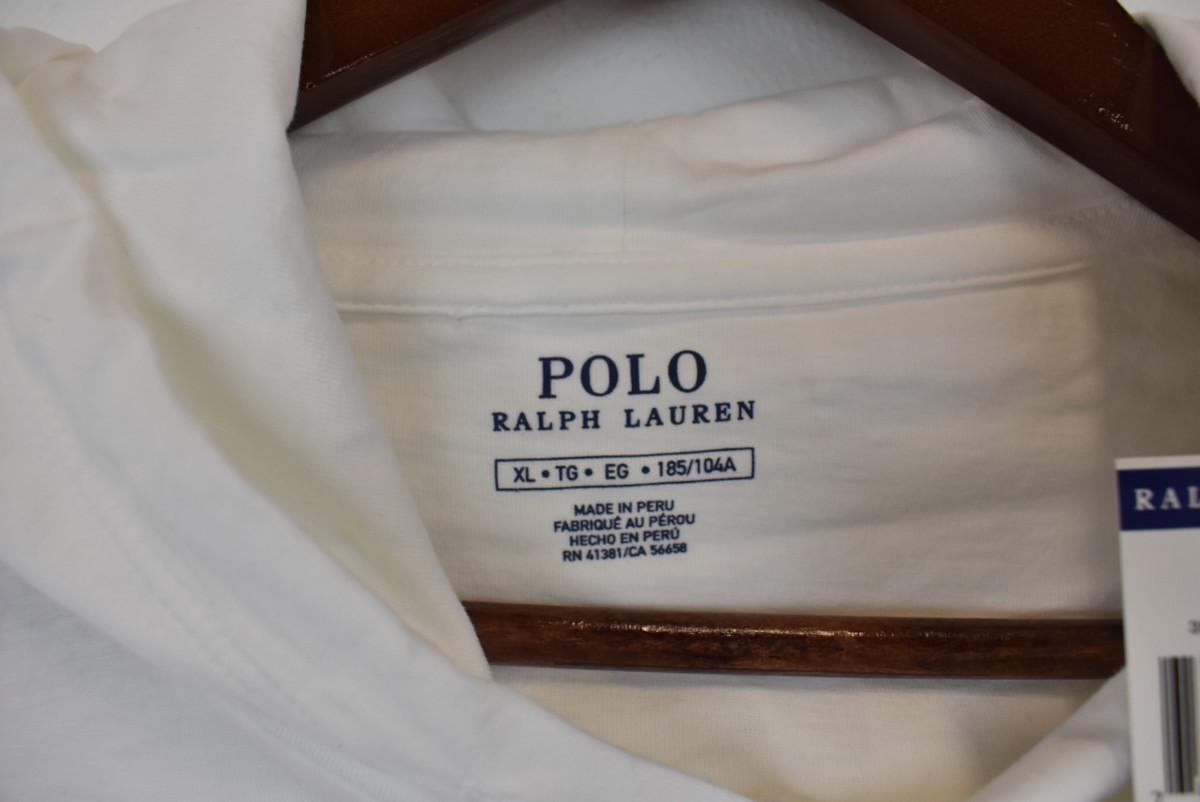 POLO
RALPH LAUREN
XL • TG • EG • 185/104A
MADE IN PERU
FABRIQUÉ AU PÉROU
HECHO EN PERÚ
RN 41381/CA 56658
RAL